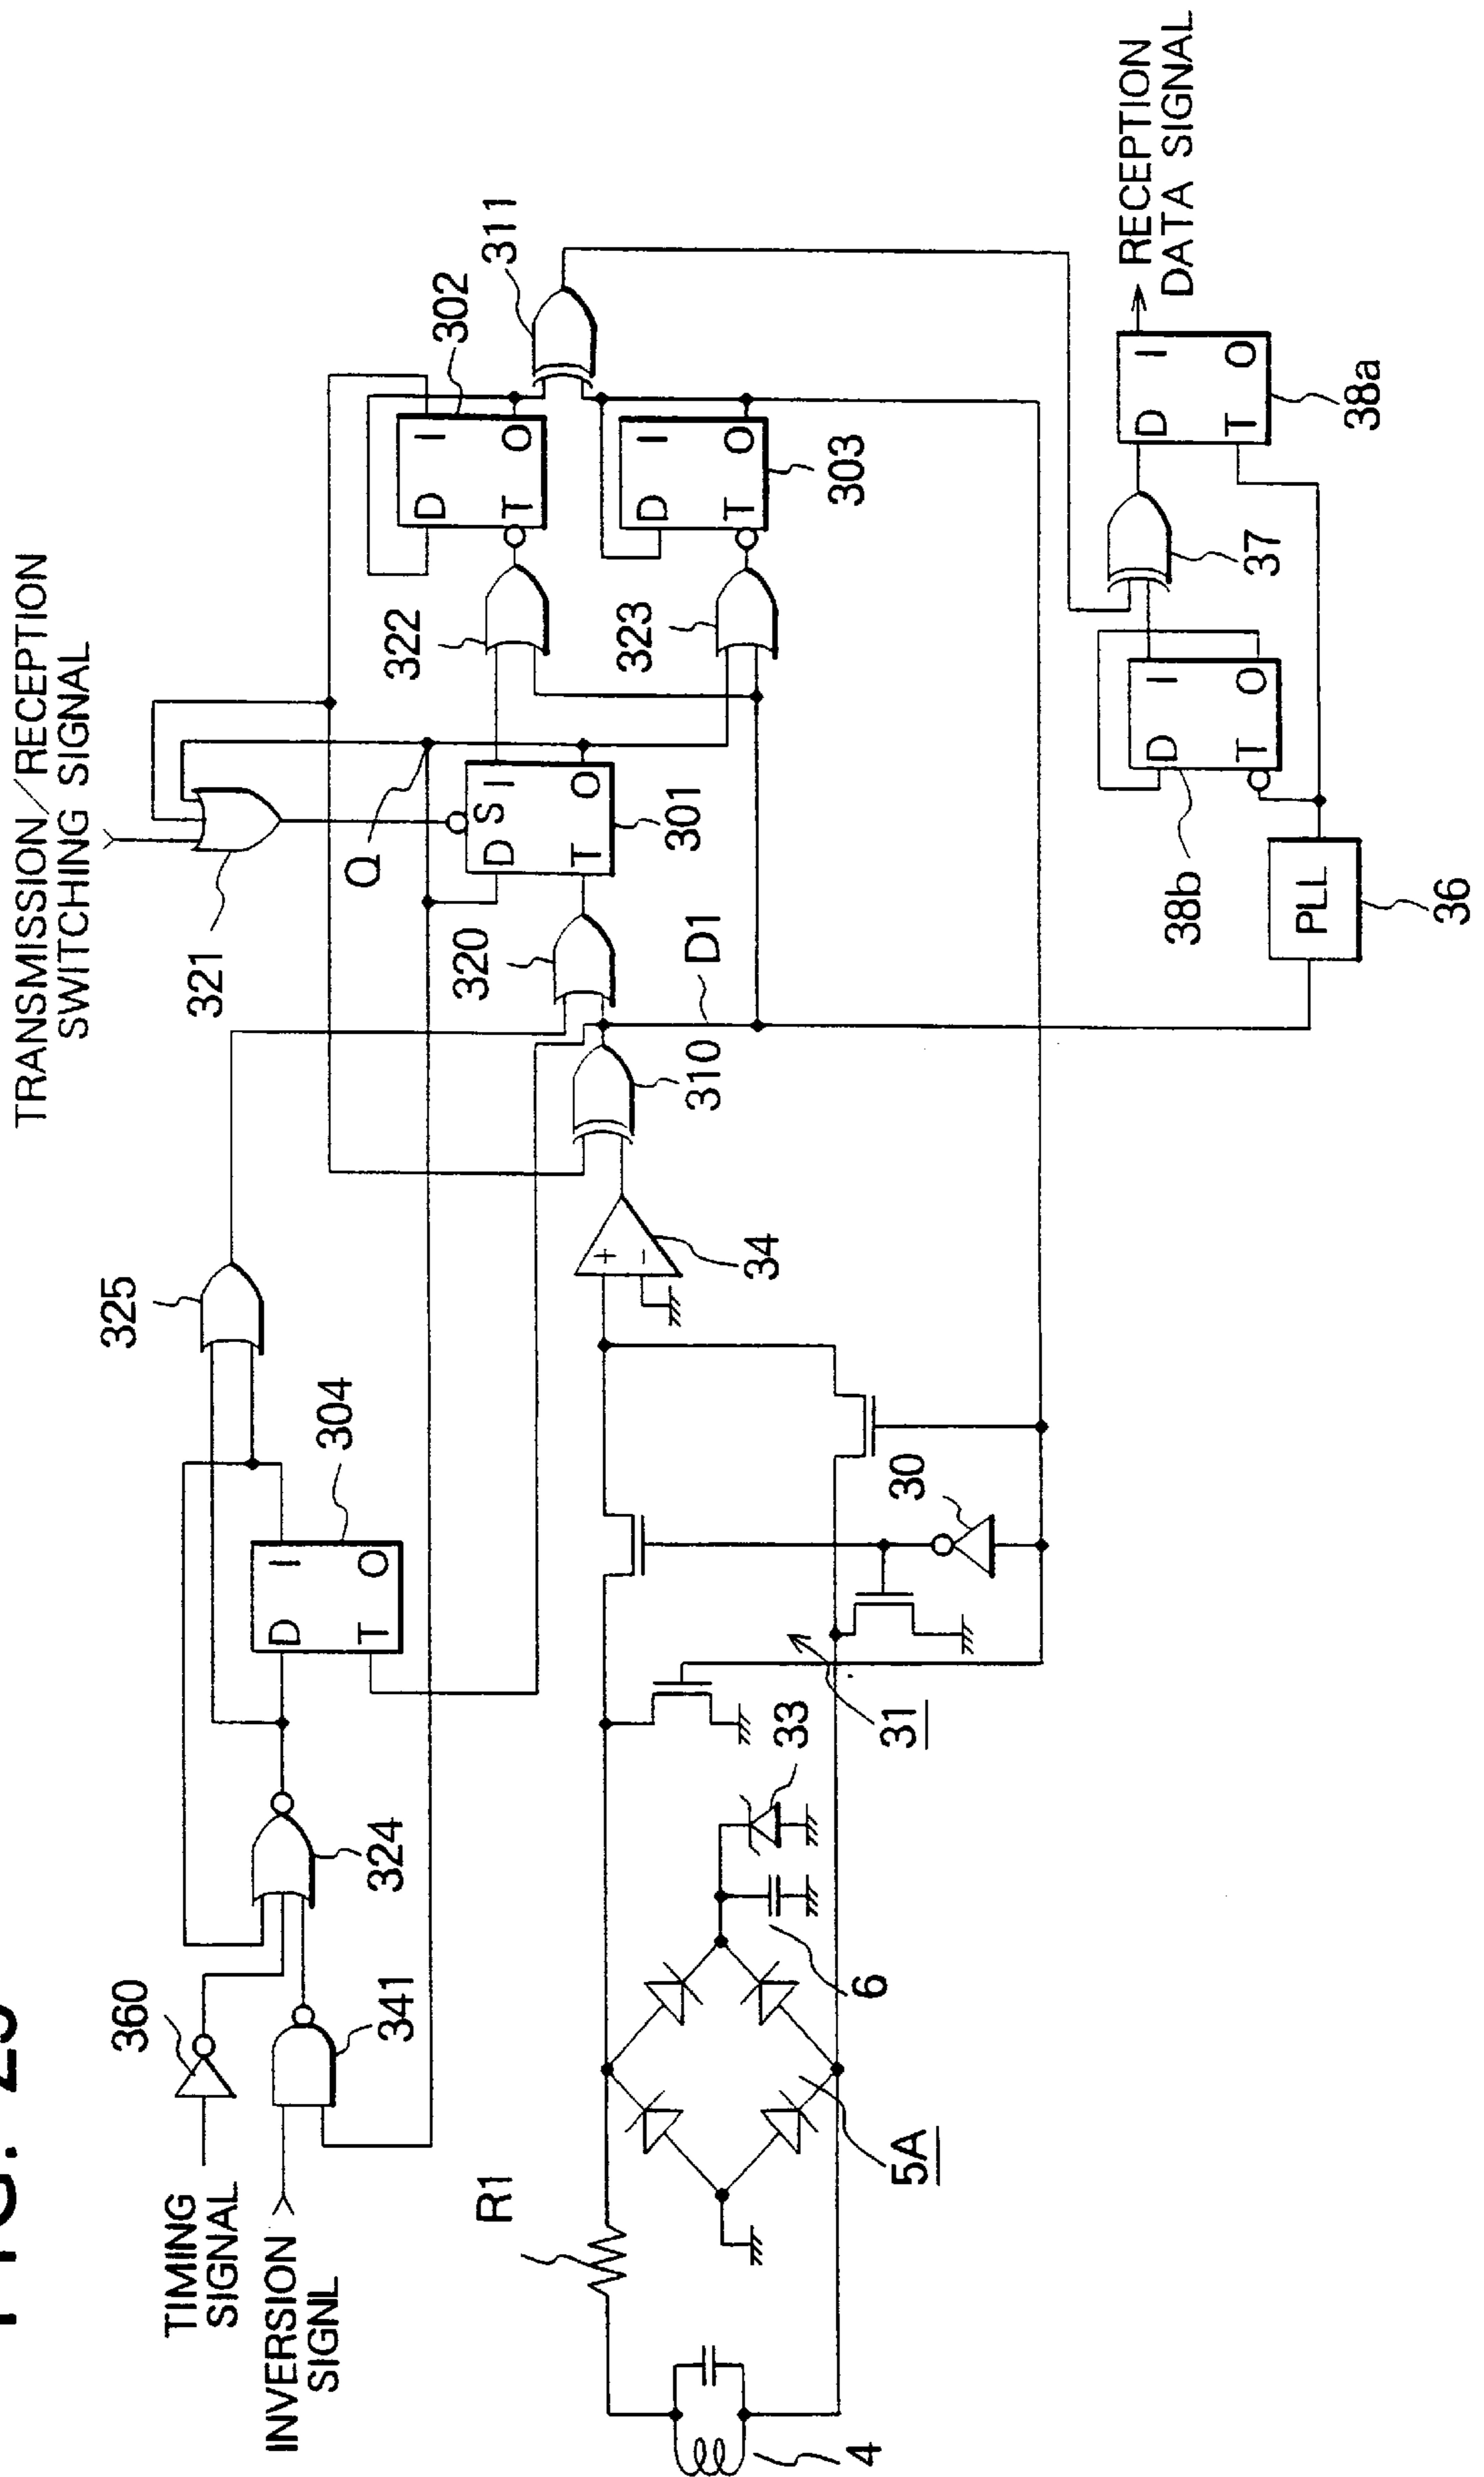 TRANSMISSION/RECEPTION
SWITCHING SIGNAL
321
Q
322
302
311
I
D
O
T
S
I
D
O
T
301
323
I
D
O
T
303
320
D1
310
325
304
I
D
O
T
34
+
−
30
31
33
6
5A
324
360
341
TIMING
SIGNAL
INVERSION
SIGNL
R1
4
RECEPTION
DATA SIGNAL
I
D
O
T
38a
37
I
D
O
T
38b
PLL
36